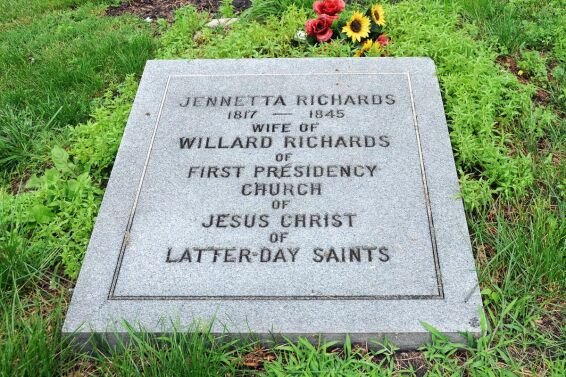 JENNETTA RICHARDS
1817 — 1845
WIFE OF
WILLARD RICHARDS
OF
FIRST PRESIDENCY
CHURCH
OF
JESUS CHRIST
OF
LATTER-DAY SAINTS